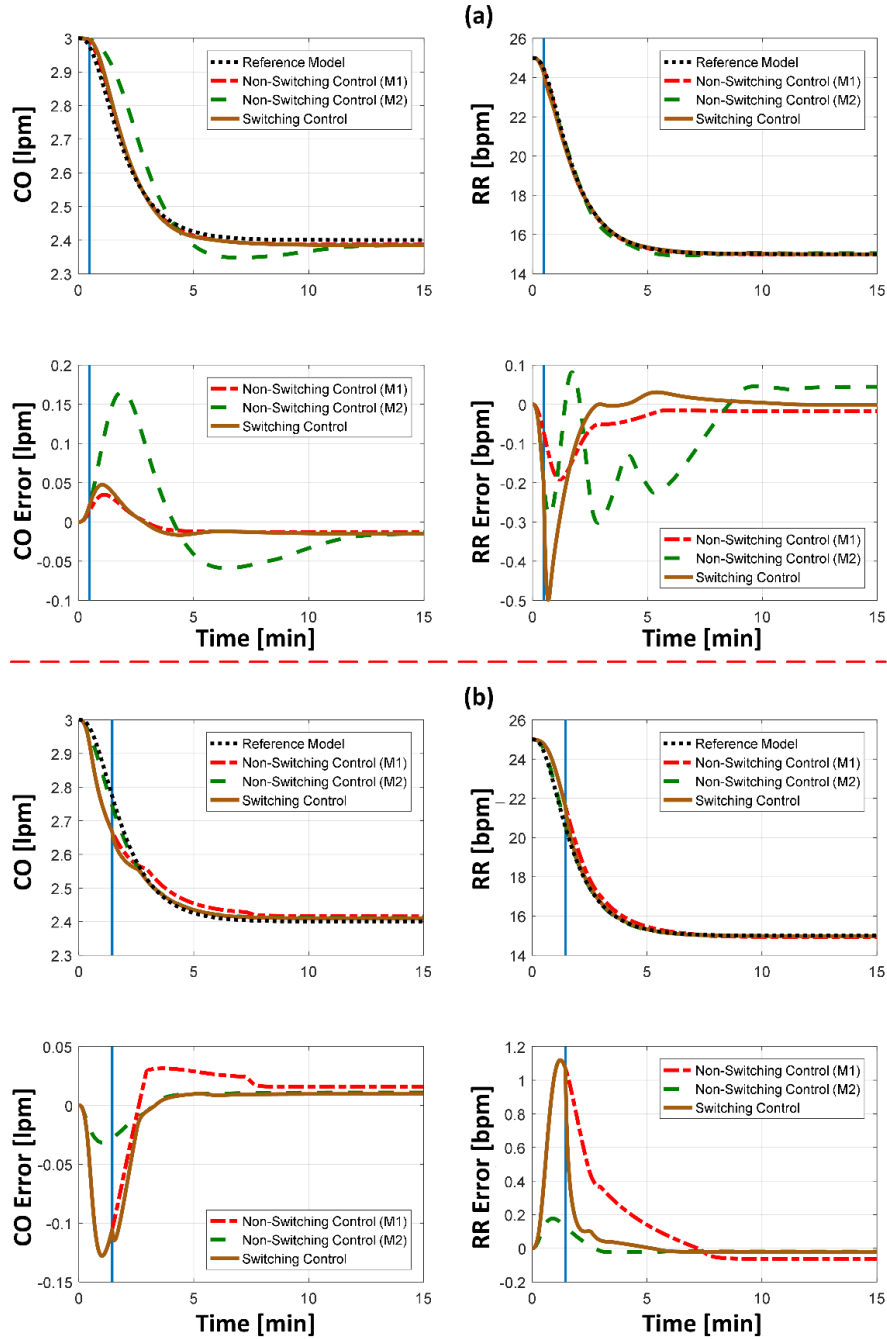 (a)
CO [lpm]
3
2.9
2.8
2.7
2.6
2.5
2.4
2.3
0 5 10 15
Reference Model
Non-Switching Control (M1)
Non-Switching Control (M2)
Switching Control
RR [bpm]
26
24
22
20
18
16
14
0 5 10 15
Reference Model
Non-Switching Control (M1)
Non-Switching Control (M2)
Switching Control
CO Error [lpm]
0.2
0.15
0.1
0.05
0
-0.05
-0.1
0 5 10 15
Non-Switching Control (M1)
Non-Switching Control (M2)
Switching Control
Time [min]
RR Error [bpm]
0.1
0
-0.1
-0.2
-0.3
-0.4
-0.5
0 5 10 15
Non-Switching Control (M1)
Non-Switching Control (M2)
Switching Control
Time [min]
(b)
CO [lpm]
3
2.9
2.8
2.7
2.6
2.5
2.4
2.3
0 5 10 15
Reference Model
Non-Switching Control (M1)
Non-Switching Control (M2)
Switching Control
RR [bpm]
26
24
22
20
18
16
14
0 5 10 15
Reference Model
Non-Switching Control (M1)
Non-Switching Control (M2)
Switching Control
CO Error [lpm]
0.05
0
-0.05
-0.1
-0.15
0 5 10 15
Non-Switching Control (M1)
Non-Switching Control (M2)
Switching Control
Time [min]
RR Error [bpm]
1.2
1
0.8
0.6
0.4
0.2
0
-0.2
0 5 10 15
Non-Switching Control (M1)
Non-Switching Control (M2)
Switching Control
Time [min]